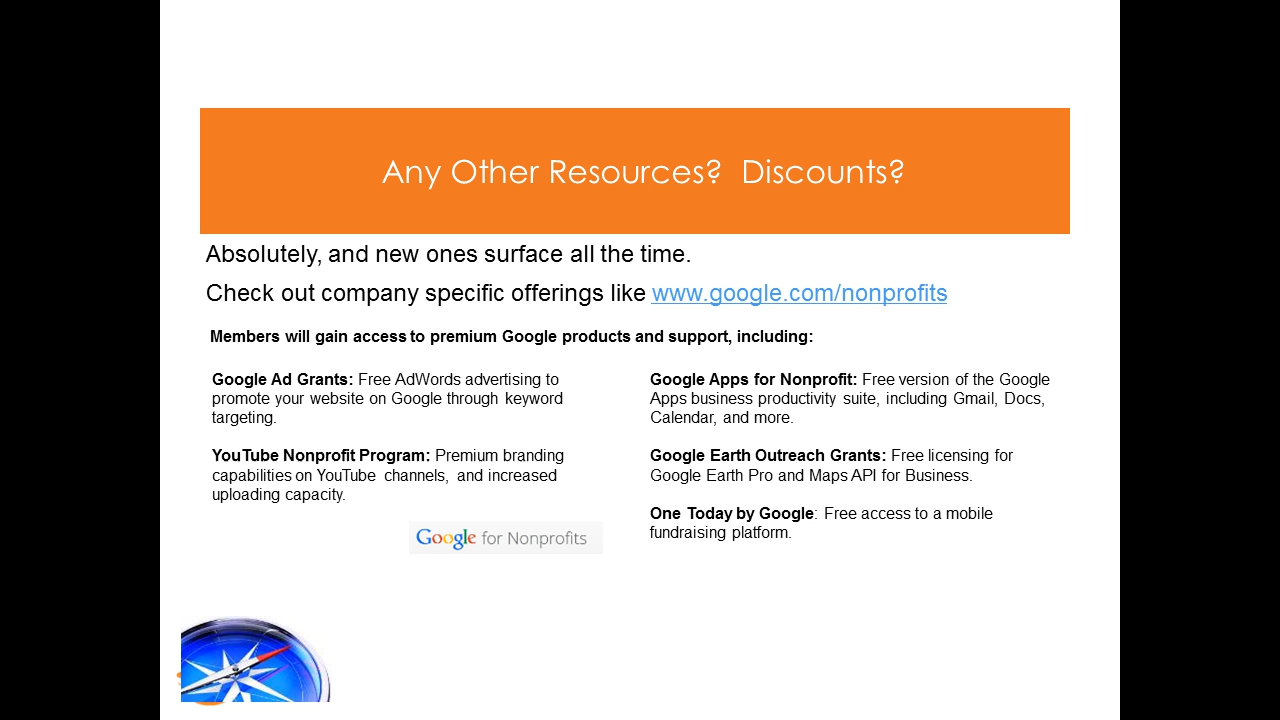 Any Other Resources? Discounts?
Absolutely, and new ones surface all the time.
Check out company specific offerings like www.google.com/nonprofits
Members will gain access to premium Google products and support, including:
Google Ad Grants: Free AdWords advertising to
promote your website on Google through keyword
targeting.
YouTube Nonprofit Program: Premium branding
capabilities on YouTube channels, and increased
uploading capacity.
Google for Nonprofits
Google Apps for Nonprofit: Free version of the Google
Apps business productivity suite, including Gmail, Docs,
Calendar, and more.
Google Earth Outreach Grants: Free licensing for
Google Earth Pro and Maps API for Business.
One Today by Google: Free access to a mobile
fundraising platform.